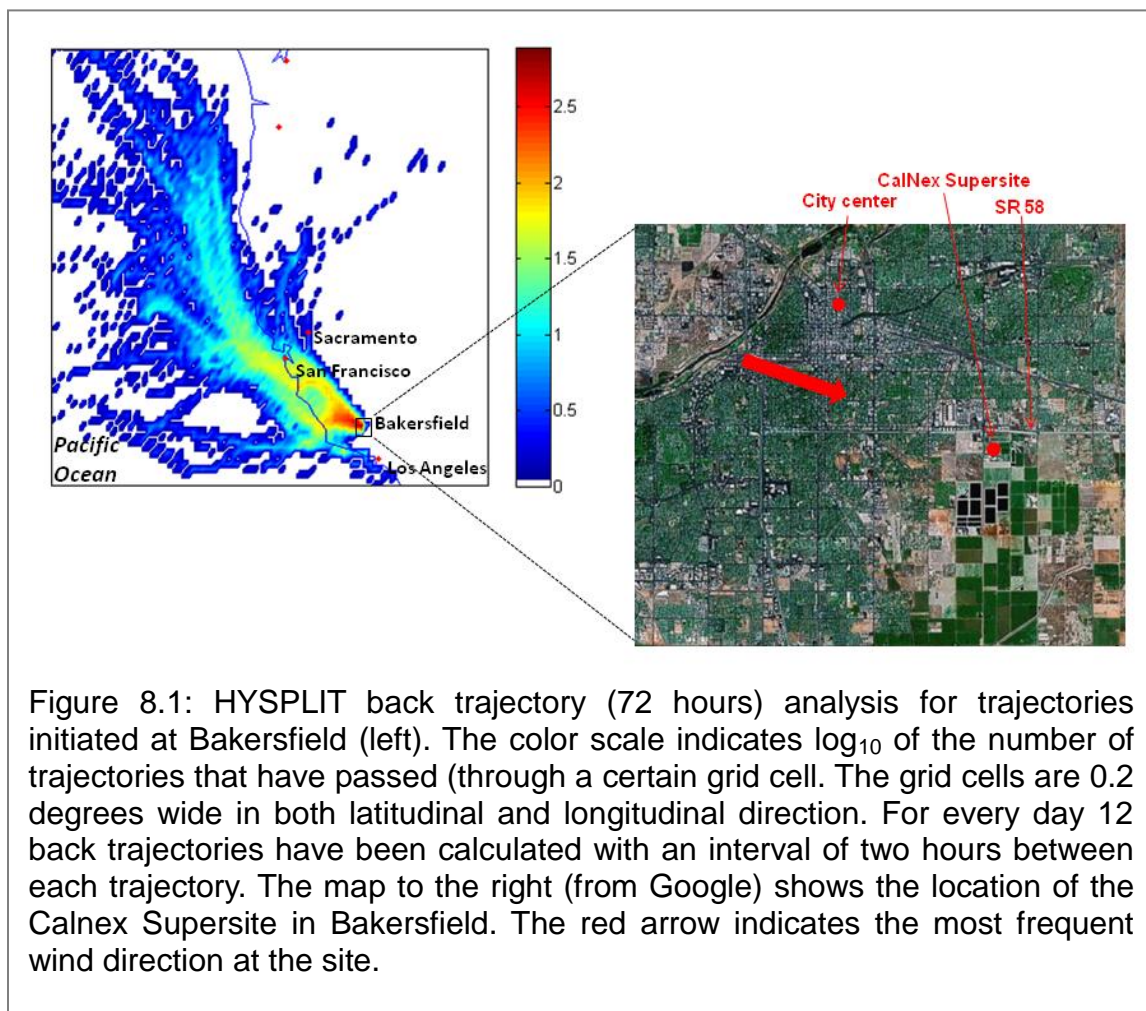 2.5
2
1.5
1
0.5
0
Sacramento
San Francisco
Bakersfield
Los Angeles
Pacific
Ocean
CalNex Supersite
City center
SR 58
Figure 8.1: HYSPLIT back trajectory (72 hours) analysis for trajectories
initiated at Bakersfield (left). The color scale indicates log10 of the number of
trajectories that have passed (through a certain grid cell. The grid cells are 0.2
degrees wide in both latitudinal and longitudinal direction. For every day 12
back trajectories have been calculated with an interval of two hours between
each trajectory. The map to the right (from Google) shows the location of the
Calnex Supersite in Bakersfield. The red arrow indicates the most frequent
wind direction at the site.